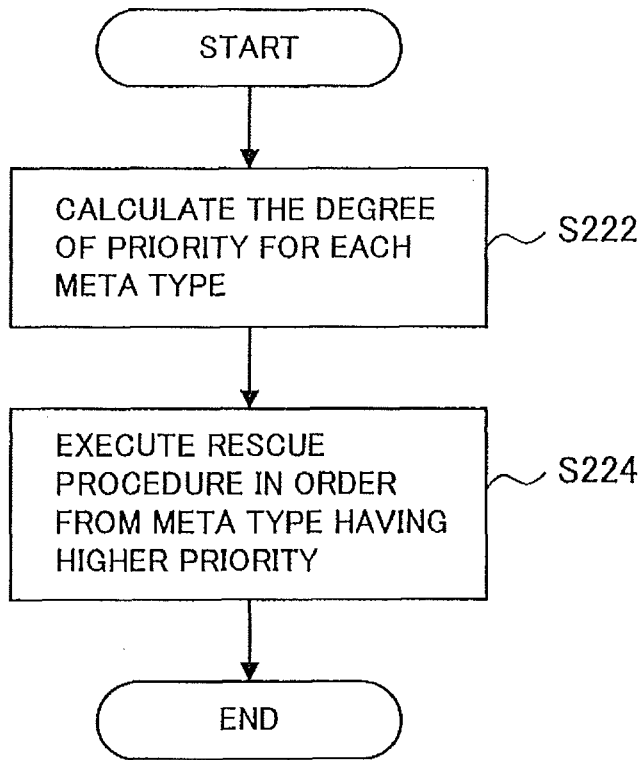 START
CALCULATE THE DEGREE
OF PRIORITY FOR EACH
META TYPE
S222
EXECUTE RESCUE
PROCEDURE IN ORDER
FROM META TYPE HAVING
HIGHER PRIORITY
S224
END